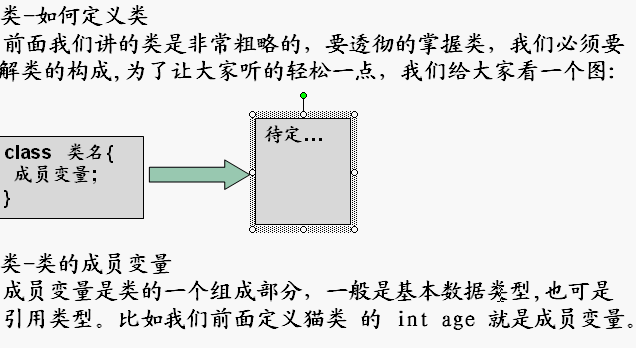 类-如何定义类
前面我们讲的类是非常粗略的，要透彻的掌握类，我们必须要
解类的构成,为了让大家听的轻松一点，我们给大家看一个图：
class 类名{
成员变量;
}
待定...
类-类的成员变量
成员变量是类的一个组成部分，一般是基本数据类型,也可是
引用类型。比如我们前面定义猫类 的 int age 就是成员变量。